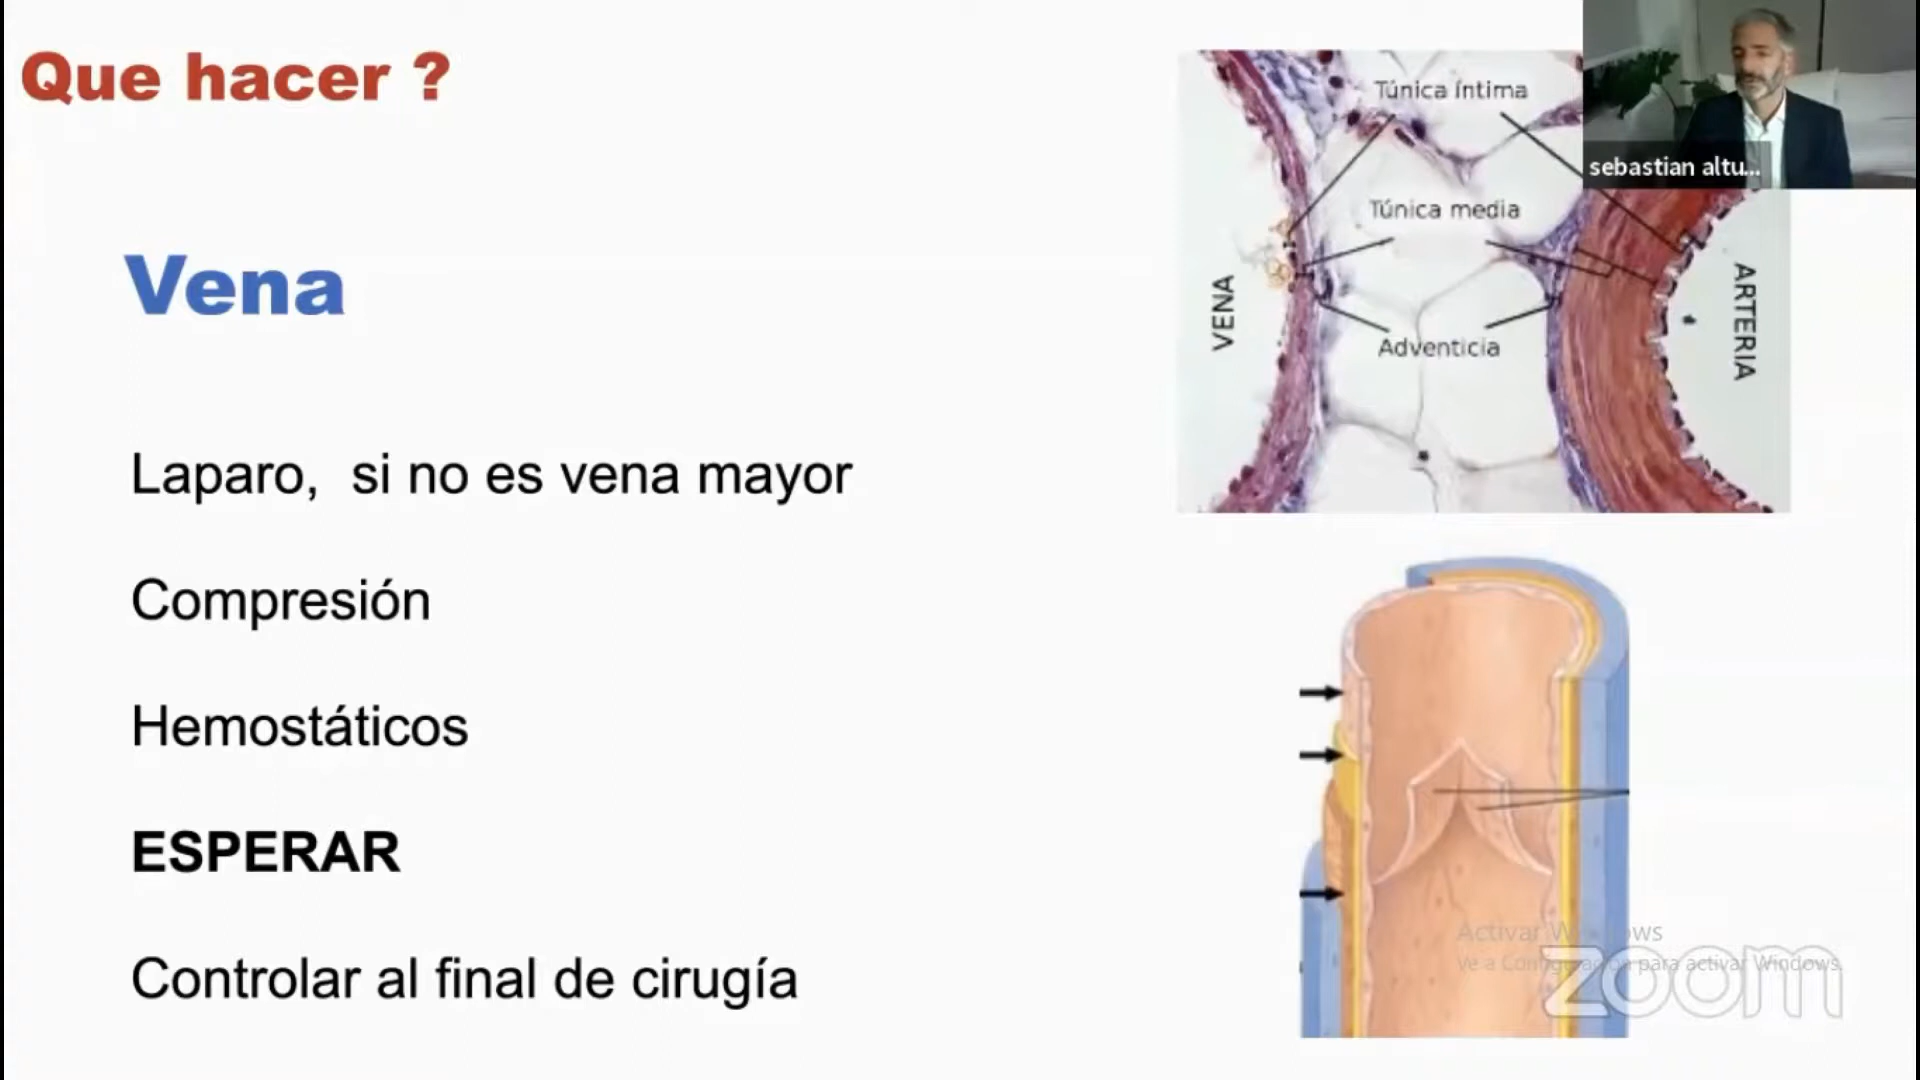 Que hacer ?
Vena
Laparo,  si no es vena mayor
Compresión
Hemostáticos
ESPERAR
Controlar al final de cirugía
Túnica íntima
Túnica media
Adventicia
VENA
ARTERIA
sebastian altu...
Activar Windows
Ve a Configuración para activar Windows.
zoom